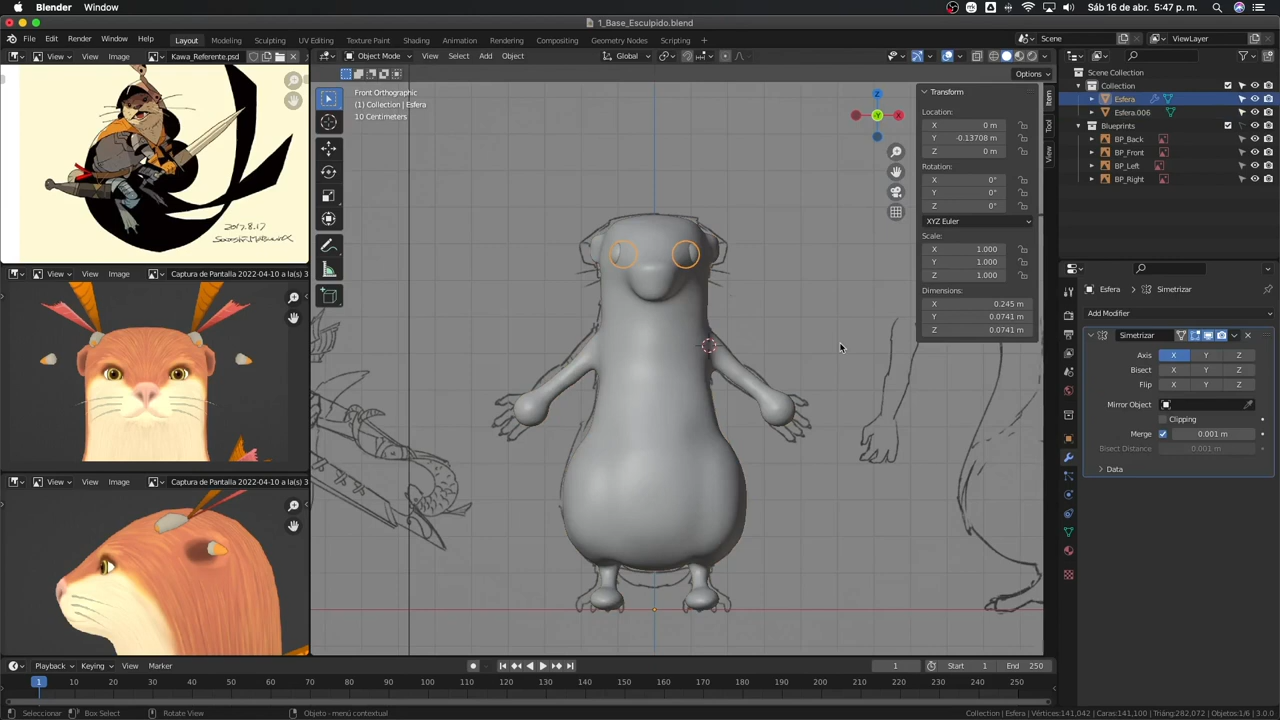 Blender Window Sáb 16 de abr. 5:47 p. m.
1_Base_Esculpido.blend
File Edit Render Window Help Layout Modeling Sculpting UV Editing Texture Paint Shading Animation Rendering Compositing Geometry Nodes Scripting + Scene ViewLayer
View View Image Kawa_Referente.psd
Object Mode View Select Add Object Global
Options
Front Orthographic
(1) Collection | Esfera
10 Centimeters
2017.8.17
View View Image Captura de Pantalla 2022-04-10 a la(s) 3
View View Image Captura de Pantalla 2022-04-10 a la(s) 3
Z
Y
X
Transform
Location:
X 0 m
Y -0.13708 m
Z 0 m
Rotation:
X 0°
Y 0°
Z 0°
XYZ Euler
Scale:
X 1.000
Y 1.000
Z 1.000
Dimensions:
X 0.245 m
Y 0.0741 m
Z 0.0741 m
Item
Tool
View
Scene Collection
Collection
Esfera
Esfera.006
Blueprints
BP_Back
BP_Front
BP_Left
BP_Right
Esfera Simetrizar
Add Modifier
Simetrizar
Axis X Y Z
Bisect X Y Z
Flip X Y Z
Mirror Object
Clipping
Merge 0.001 m
Bisect Distance 0.001 m
Data
Playback Keying View Marker 1 Start 1 End 250
1 10 20 30 40 50 60 70 80 90 100 110 120 130 140 150 160 170 180 190 200 210 220 230 240 250
Seleccionar Box Select Rotate View Objeto - menú contextual Collection | Esfera | Vértices:141,042 | Caras:141,100 | Triáng:282,072 | Objetos:1/6 | 3.0.0